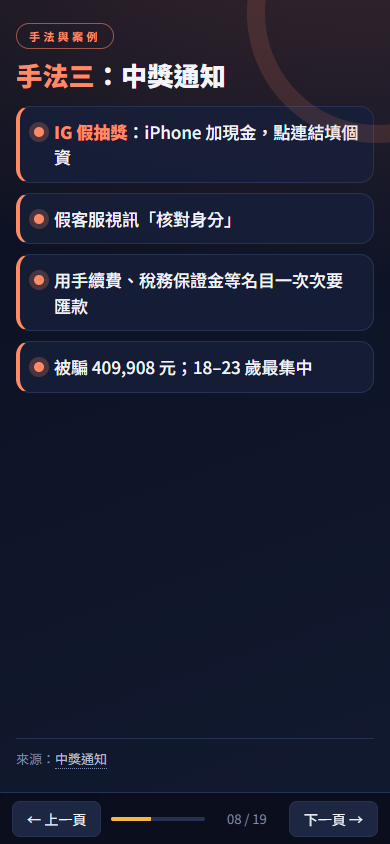 手法與案例
手法三：中獎通知
IG 假抽獎：iPhone 加現金，點連結填個
資
假客服視訊「核對身分」
用手續費、稅務保證金等名目一次次要
匯款
被騙 409,908 元；18–23 歲最集中
來源：中獎通知
← 上一頁
08 / 19
下一頁 →